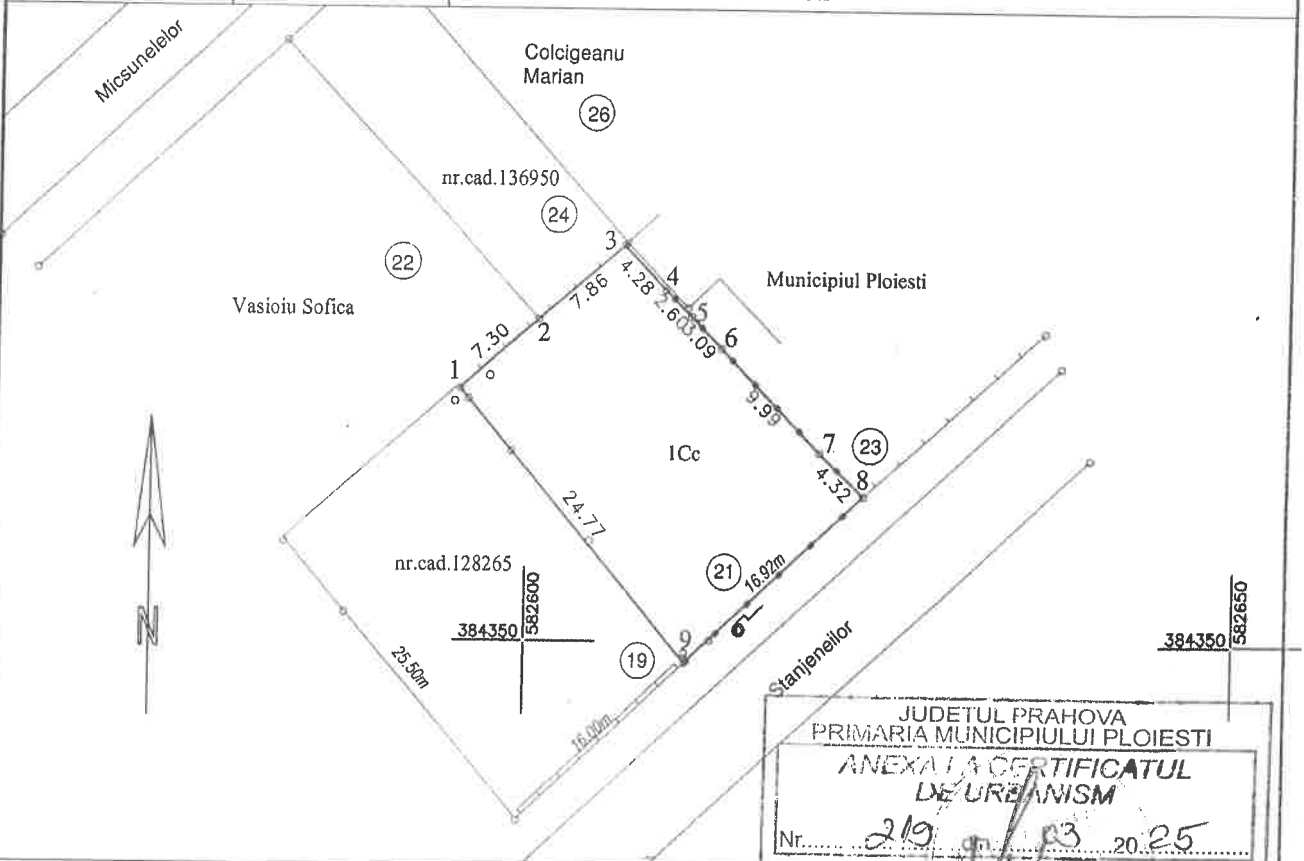 Micsunelelor
Colcigeanu
Marian
26
nr.cad.136950
24
22
Vasioiu Sofica
Municipiul Ploiesti
3
4.28
4
2.60
5
3.09
6
9.99
7
23
4.32
8
7.86
2
7.30
1
1Cc
24.77
nr.cad.128265
21
16.92m
582600
384350
9
19
25.50m
16.00m
Stanjeneilor
582650
384350
N
JUDETUL PRAHOVA
PRIMARIA MUNICIPIULUI PLOIESTI
ANEXA LA CERTIFICATUL
DE URBANISM
Nr...... 219 din 03 20 25